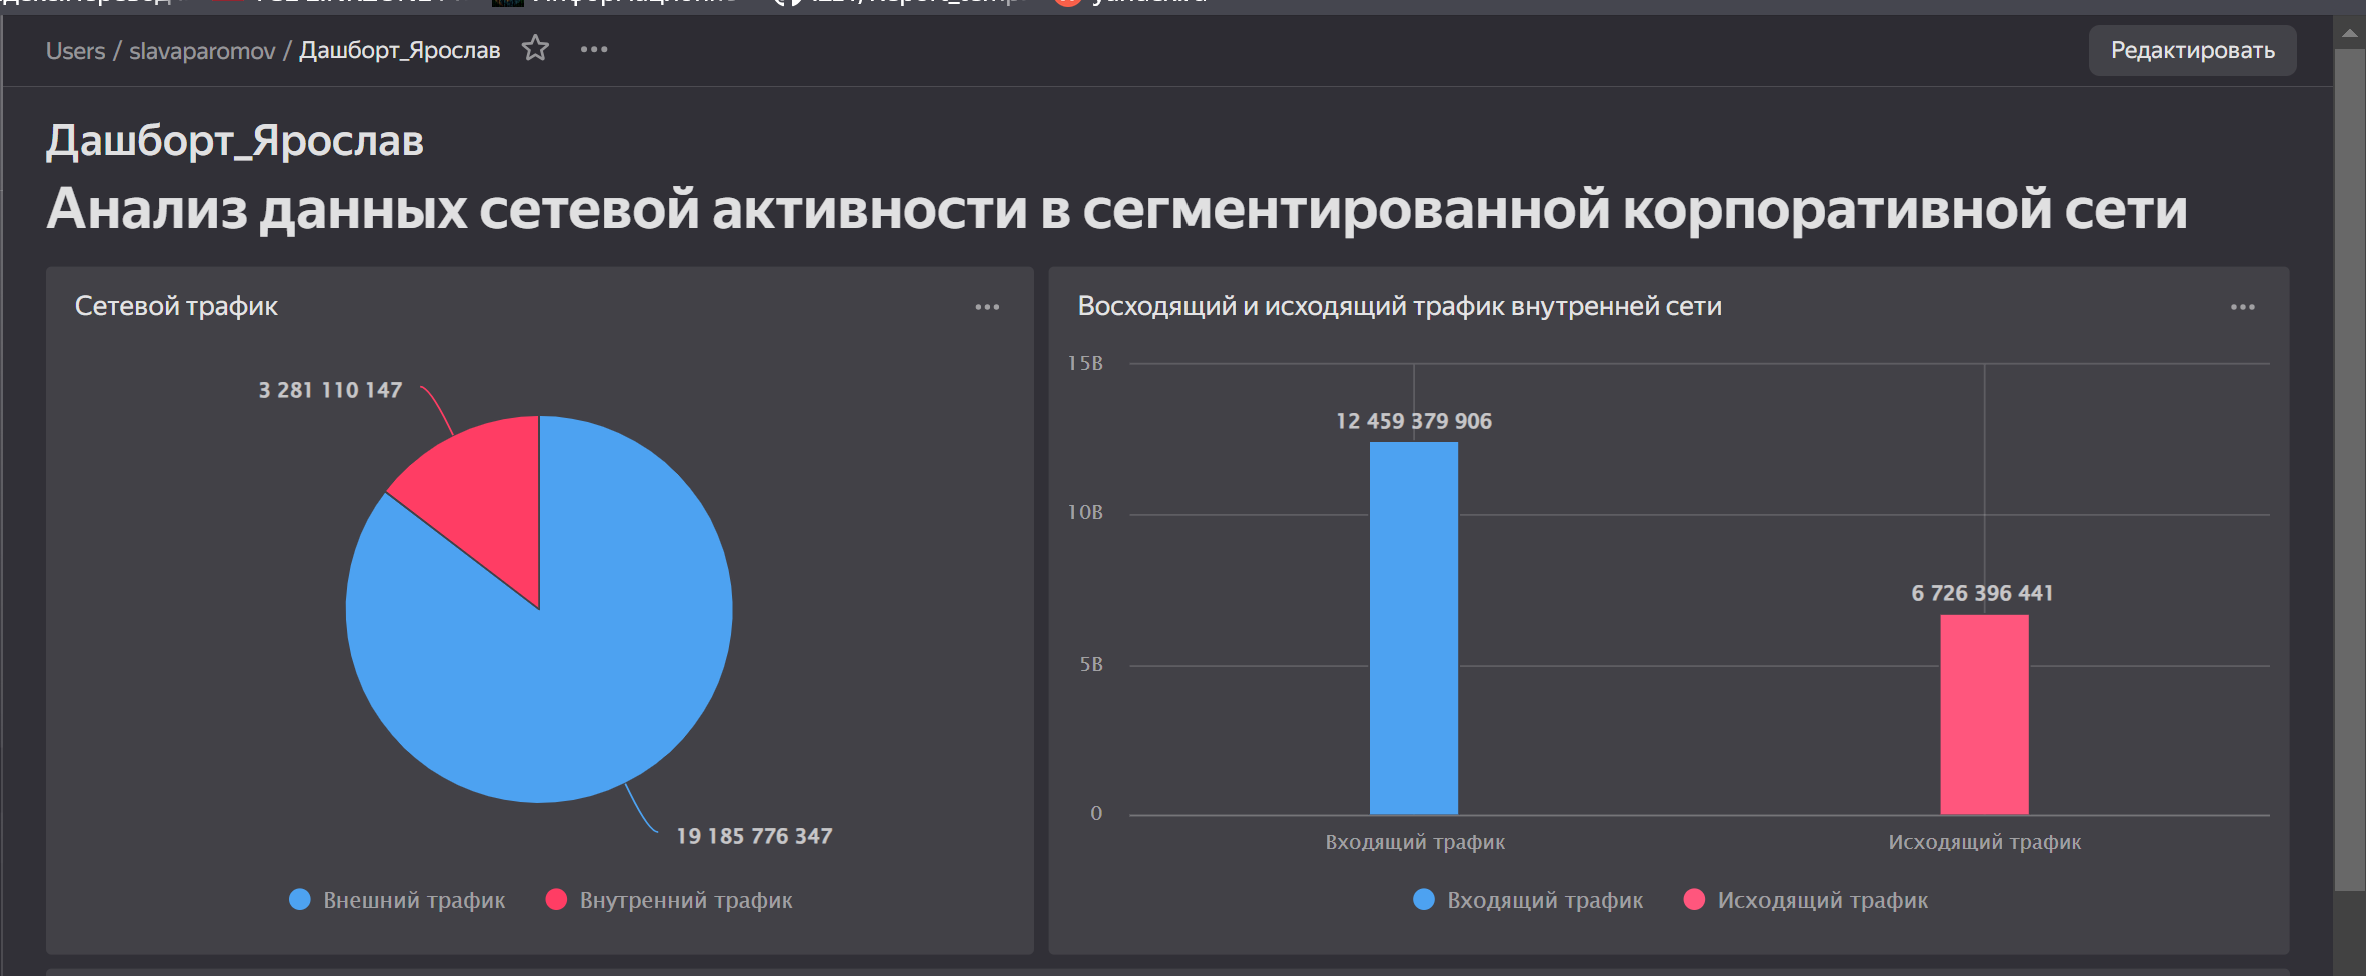 Users / slavaparomov / Дашборт_Ярослав
Редактировать
Дашборт_Ярослав
Анализ данных сетевой активности в сегментированной корпоративной сети
Сетевой трафик
3 281 110 147
19 185 776 347
Внешний трафик
Внутренний трафик
Восходящий и исходящий трафик внутренней сети
15B
10B
5B
0
12 459 379 906
6 726 396 441
Входящий трафик
Исходящий трафик
Входящий трафик
Исходящий трафик